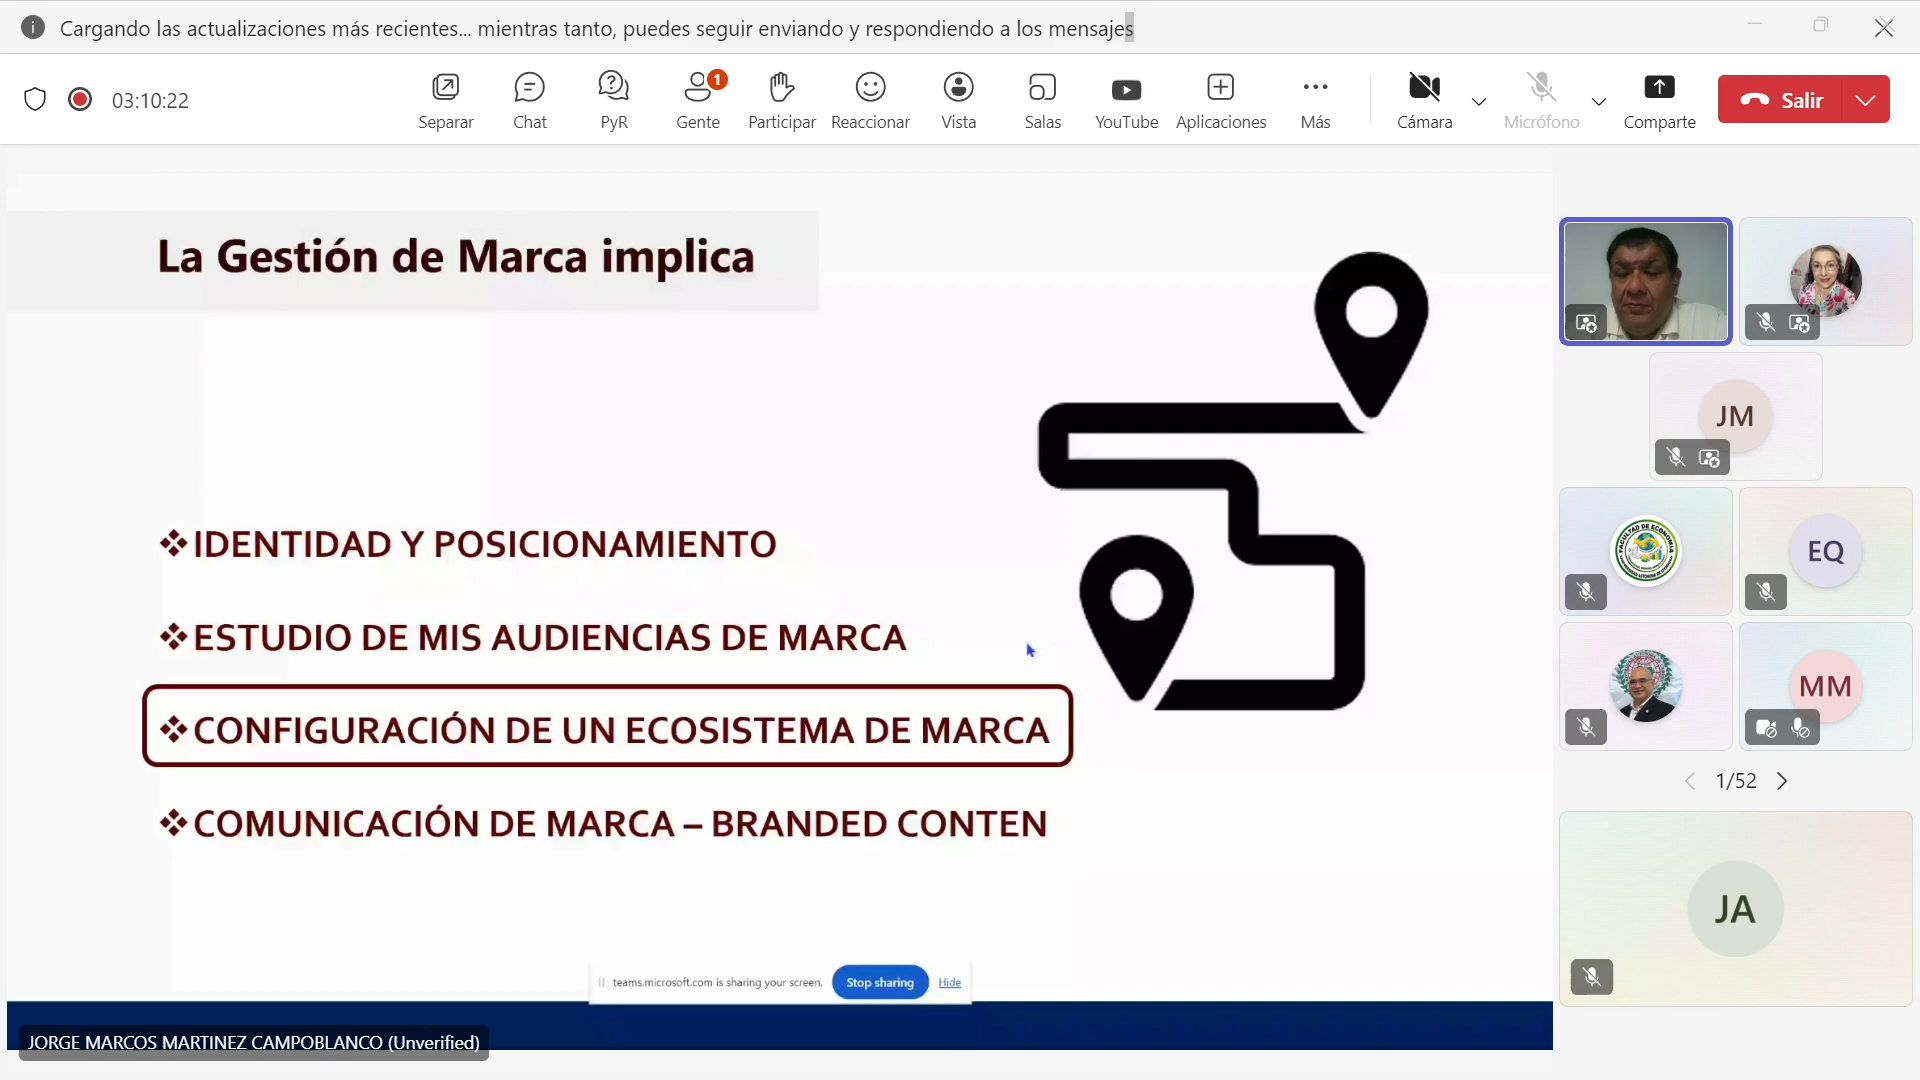 Cargando las actualizaciones más recientes... mientras tanto, puedes seguir enviando y respondiendo a los mensajes
03:10:22
Separar
Chat
PyR
1
Gente
Participar
Reaccionar
Vista
Salas
YouTube
Aplicaciones
Más
Cámara
Micrófono
Comparte
Salir
La Gestión de Marca implica
❖IDENTIDAD Y POSICIONAMIENTO
❖ESTUDIO DE MIS AUDIENCIAS DE MARCA
❖CONFIGURACIÓN DE UN ECOSISTEMA DE MARCA
❖COMUNICACIÓN DE MARCA – BRANDED CONTEN
teams.microsoft.com is sharing your screen. Stop sharing Hide
JORGE MARCOS MARTINEZ CAMPOBLANCO (Unverified)
JM
FACULTAD DE ECONOMIA
EQ
MM
1/52
JA